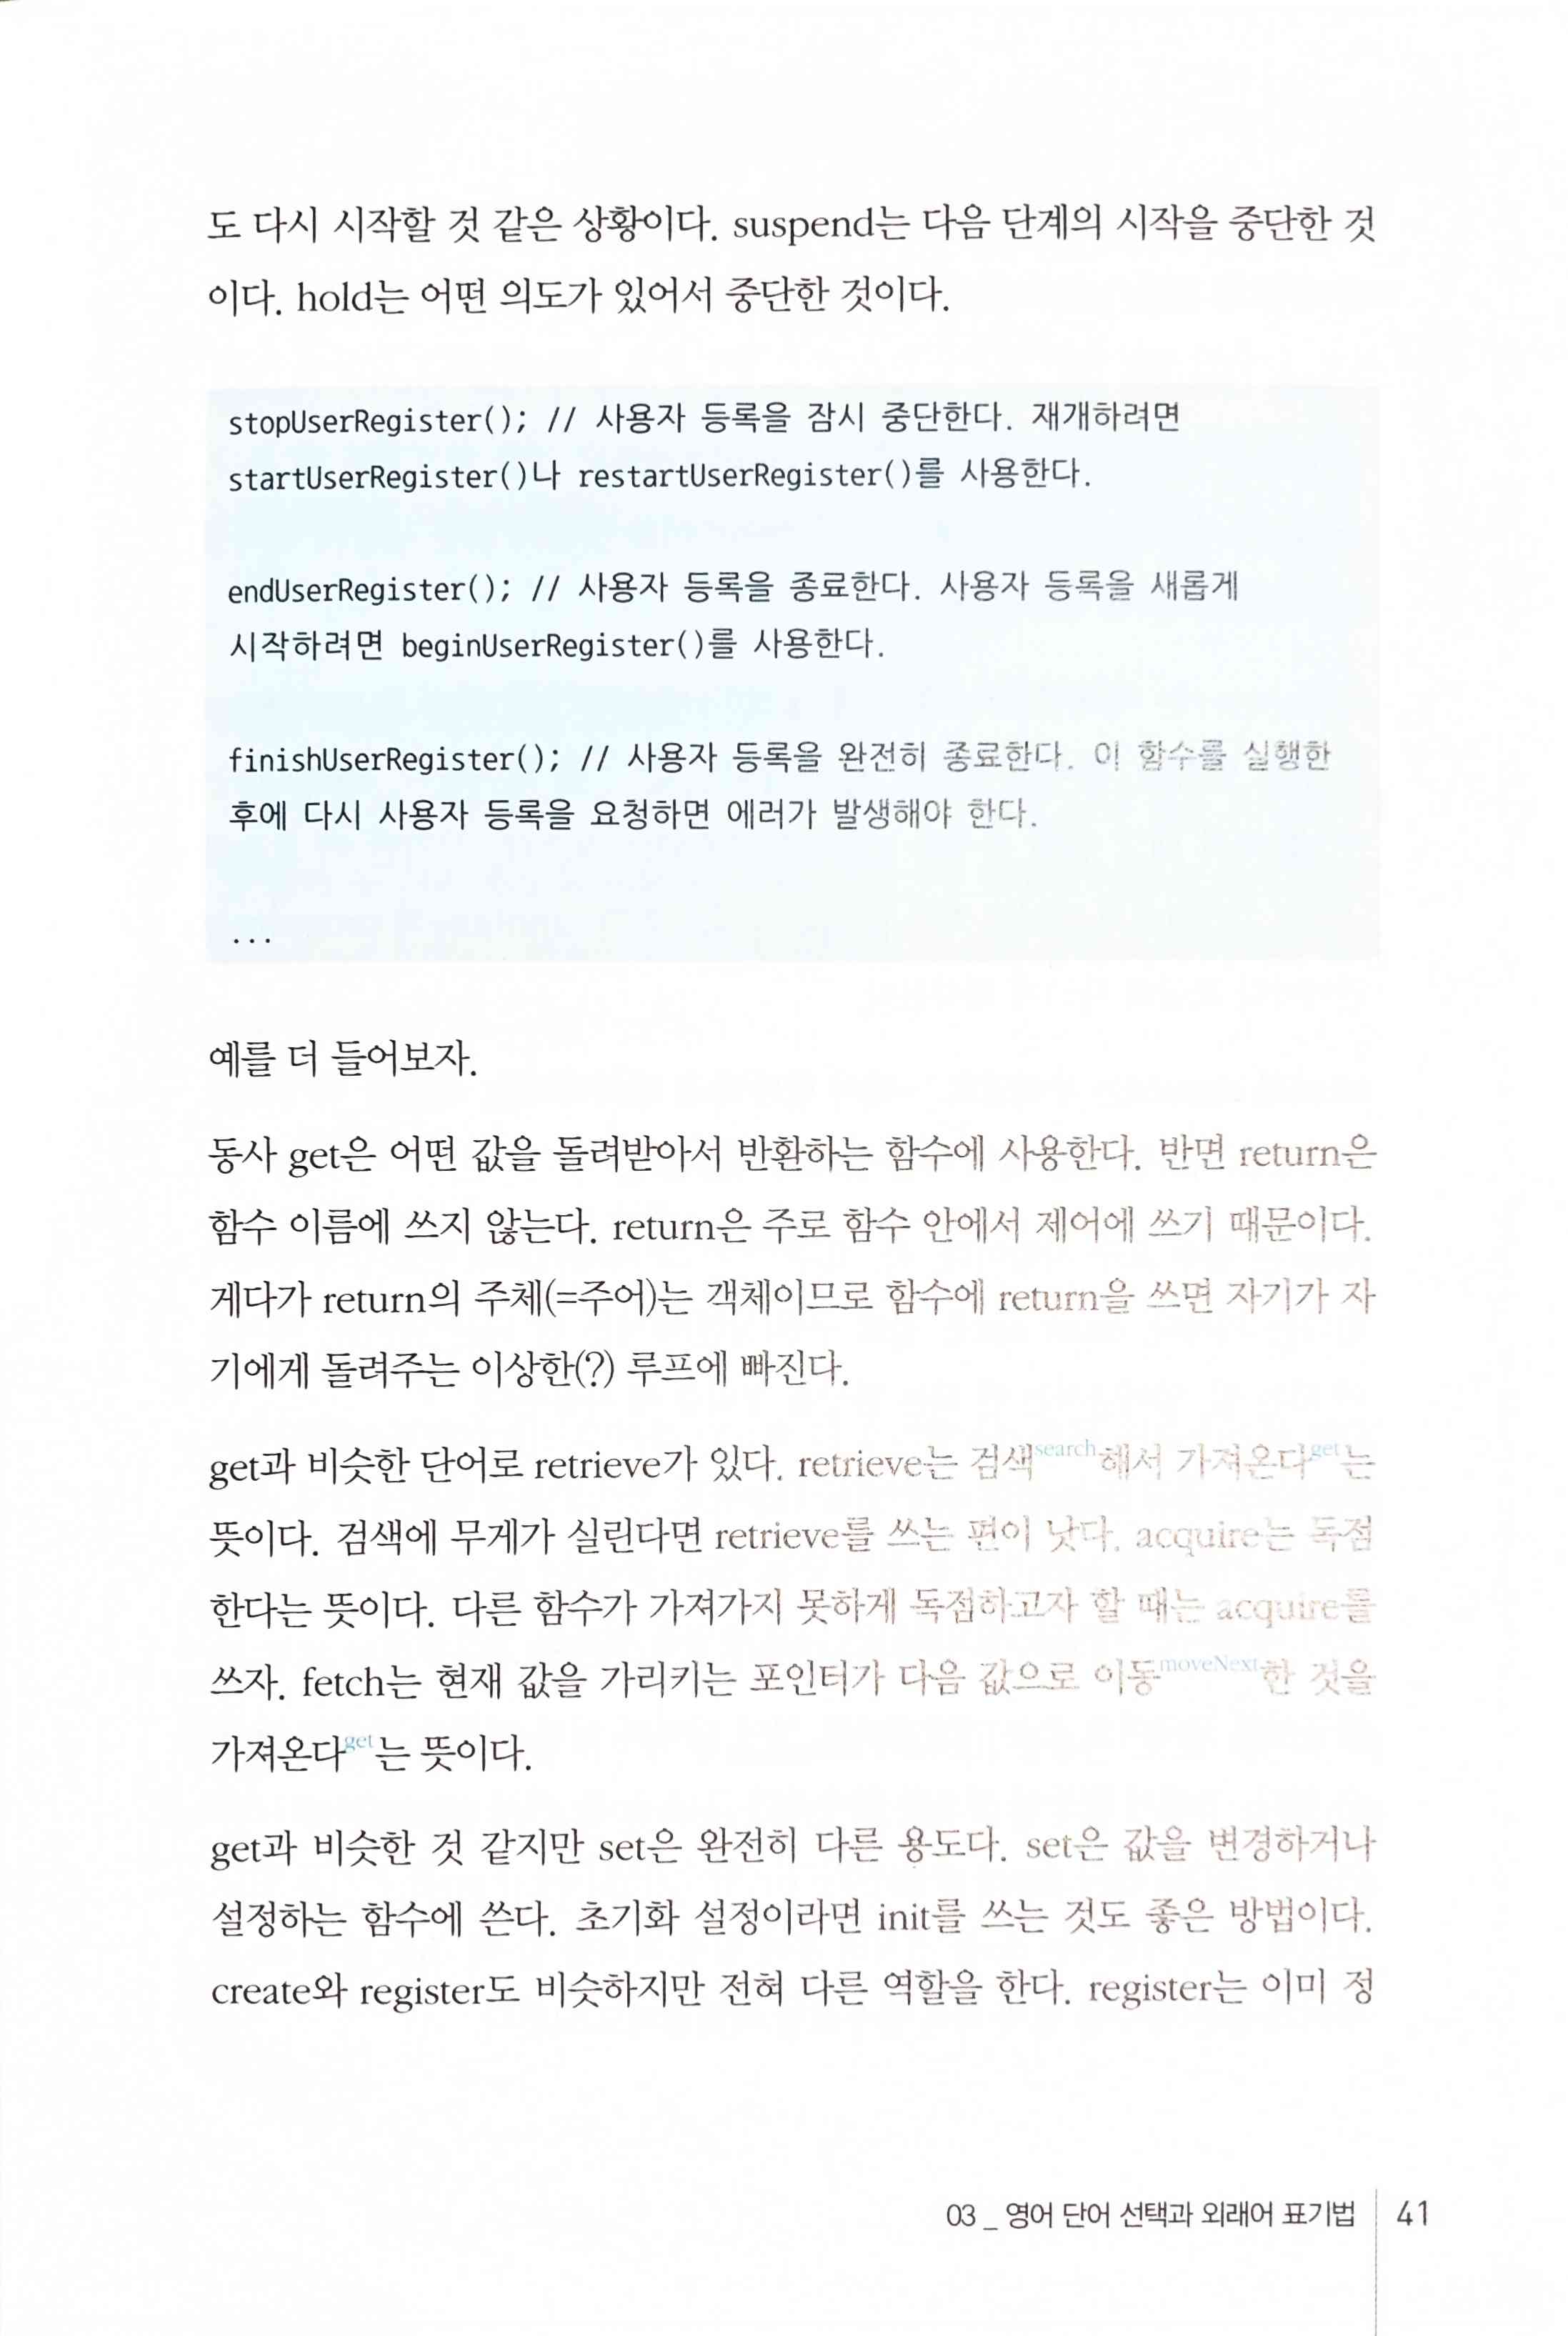 도 다시 시작할 것 같은 상황이다. suspend는 다음 단계의 시작을 중단한 것
이다. hold는 어떤 의도가 있어서 중단한 것이다.
stopUserRegister(); // 사용자 등록을 잠시 중단한다. 재개하려면
startUserRegister()나 restartUserRegister()를 사용한다.
endUserRegister(); // 사용자 등록을 종료한다. 사용자 등록을 새롭게
시작하려면 beginUserRegister()를 사용한다.
finishUserRegister(); // 사용자 등록을 완전히 종료한다. 이 함수를 실행한
후에 다시 사용자 등록을 요청하면 에러가 발생해야 한다.
...
예를 더 들어보자.
동사 get은 어떤 값을 돌려받아서 반환하는 함수에 사용한다. 반면 return은
함수 이름에 쓰지 않는다. return은 주로 함수 안에서 제어에 쓰기 때문이다.
게다가 return의 주체(=주어)는 객체이므로 함수에 return을 쓰면 자기가 자
기에게 돌려주는 이상한(?) 루프에 빠진다.
get과 비슷한 단어로 retrieve가 있다. retrieve는 검색search해서 가져온다get는
뜻이다. 검색에 무게가 실린다면 retrieve를 쓰는 편이 낫다. acquire는 독점
한다는 뜻이다. 다른 함수가 가져가지 못하게 독점하고자 할 때는 acquire를
쓰자. fetch는 현재 값을 가리키는 포인터가 다음 값으로 이동moveNext한 것을
가져온다get는 뜻이다.
get과 비슷한 것 같지만 set은 완전히 다른 용도다. set은 값을 변경하거나
설정하는 함수에 쓴다. 초기화 설정이라면 init를 쓰는 것도 좋은 방법이다.
create와 register도 비슷하지만 전혀 다른 역할을 한다. register는 이미 정
03 _ 영어 단어 선택과 외래어 표기법 41